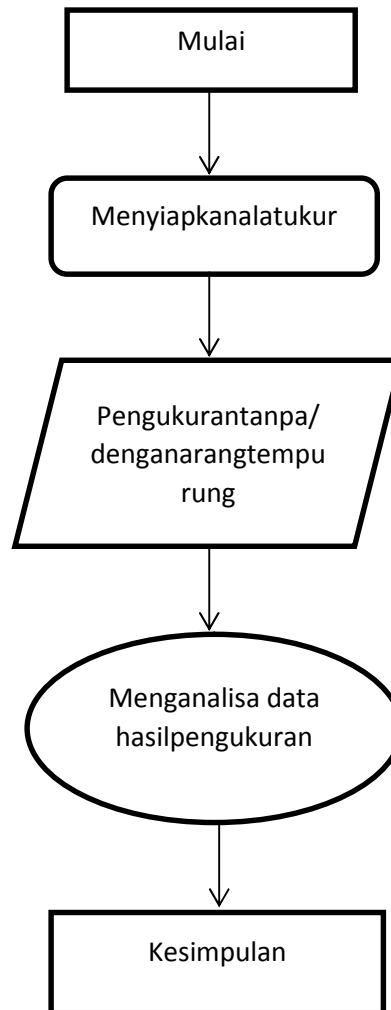 Mulai
Menyiapkanalatukur
Pengukurantanpa/
denganarangtempu
rung
Menganalisa data
hasilpengukuran
Kesimpulan